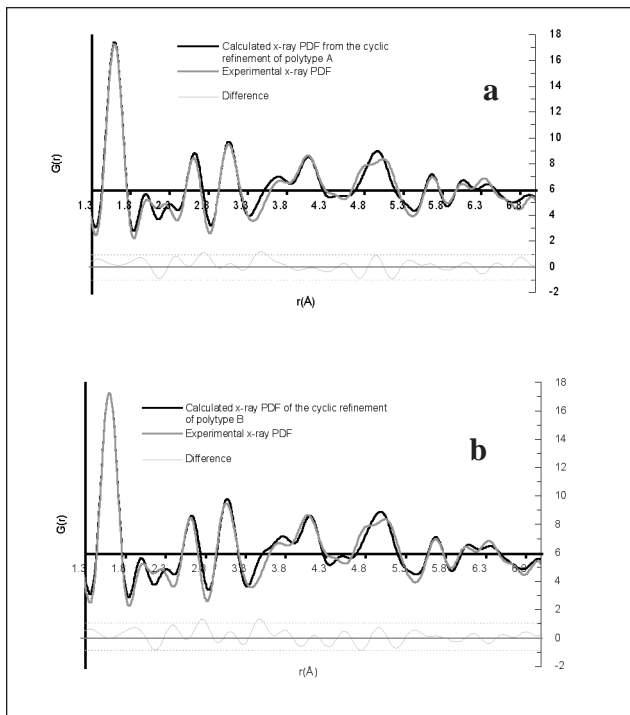 Calculated x-ray PDF from the cyclic
refinement of polytype A
Experimental x-ray PDF
Difference
a
G(r)
18
16
14
12
10
8
6
4
2
0
-2
1.3 1.8 2.3 2.8 3.3 3.8 4.3 4.8 5.3 5.8 6.3 6.8
r(Å)
Calculated x-ray PDF of the cyclic refinement
of polytype B
Experimental x-ray PDF
Difference
b
G(r)
18
16
14
12
10
8
6
4
2
0
-2
1.3 1.8 2.3 2.8 3.3 3.8 4.3 4.8 5.3 5.8 6.3 6.8
r(Å)